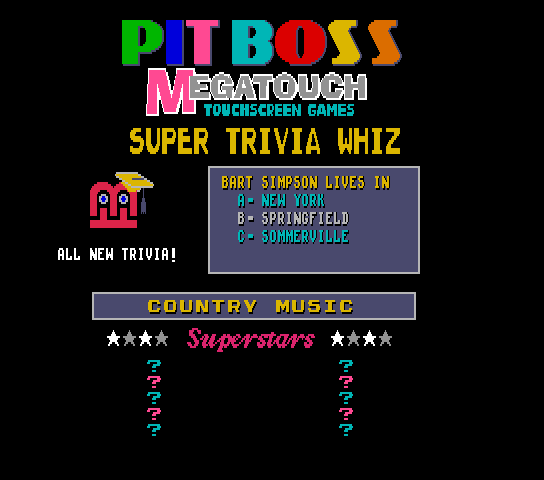 PIT BOSS
MEGATOUCH
TOUCHSCREEN GAMES
SUPER TRIVIA WHIZ
BART SIMPSON LIVES IN
A- NEW YORK
B- SPRINGFIELD
C- SOMMERVILLE
ALL NEW TRIVIA!
COUNTRY MUSIC
Superstars
? ?
? ?
? ?
? ?
? ?